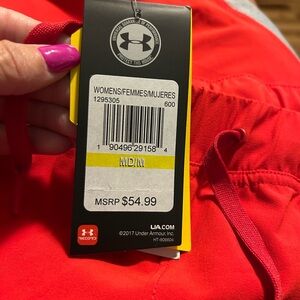 WOMENS/FEMMES/MUJERES
1295305 600
1 90496 29158 4
MD/M
MSRP $54.99
UA.COM
©2017 Under Armour, Inc.